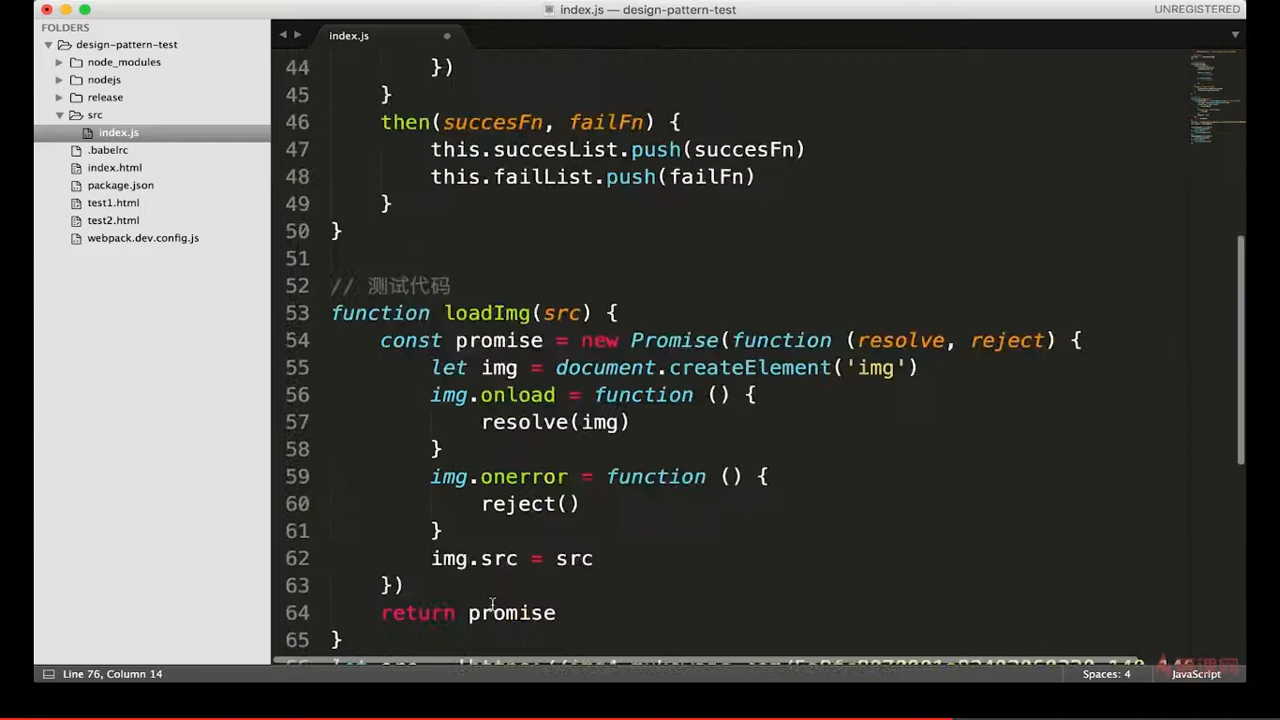 index.js — design-pattern-test
UNREGISTERED
FOLDERS
design-pattern-test
node_modules
nodejs
release
src
index.js
.babelrc
index.html
package.json
test1.html
test2.html
webpack.dev.config.js
index.js
44 })
45 }
46 then(succesFn, failFn) {
47 this.succesList.push(succesFn)
48 this.failList.push(failFn)
49 }
50 }
51
52 // 测试代码
53 function loadImg(src) {
54 const promise = new Promise(function (resolve, reject) {
55 let img = document.createElement('img')
56 img.onload = function () {
57 resolve(img)
58 }
59 img.onerror = function () {
60 reject()
61 }
62 img.src = src
63 })
64 return promise
65 }
Line 76, Column 14
Spaces: 4
JavaScript